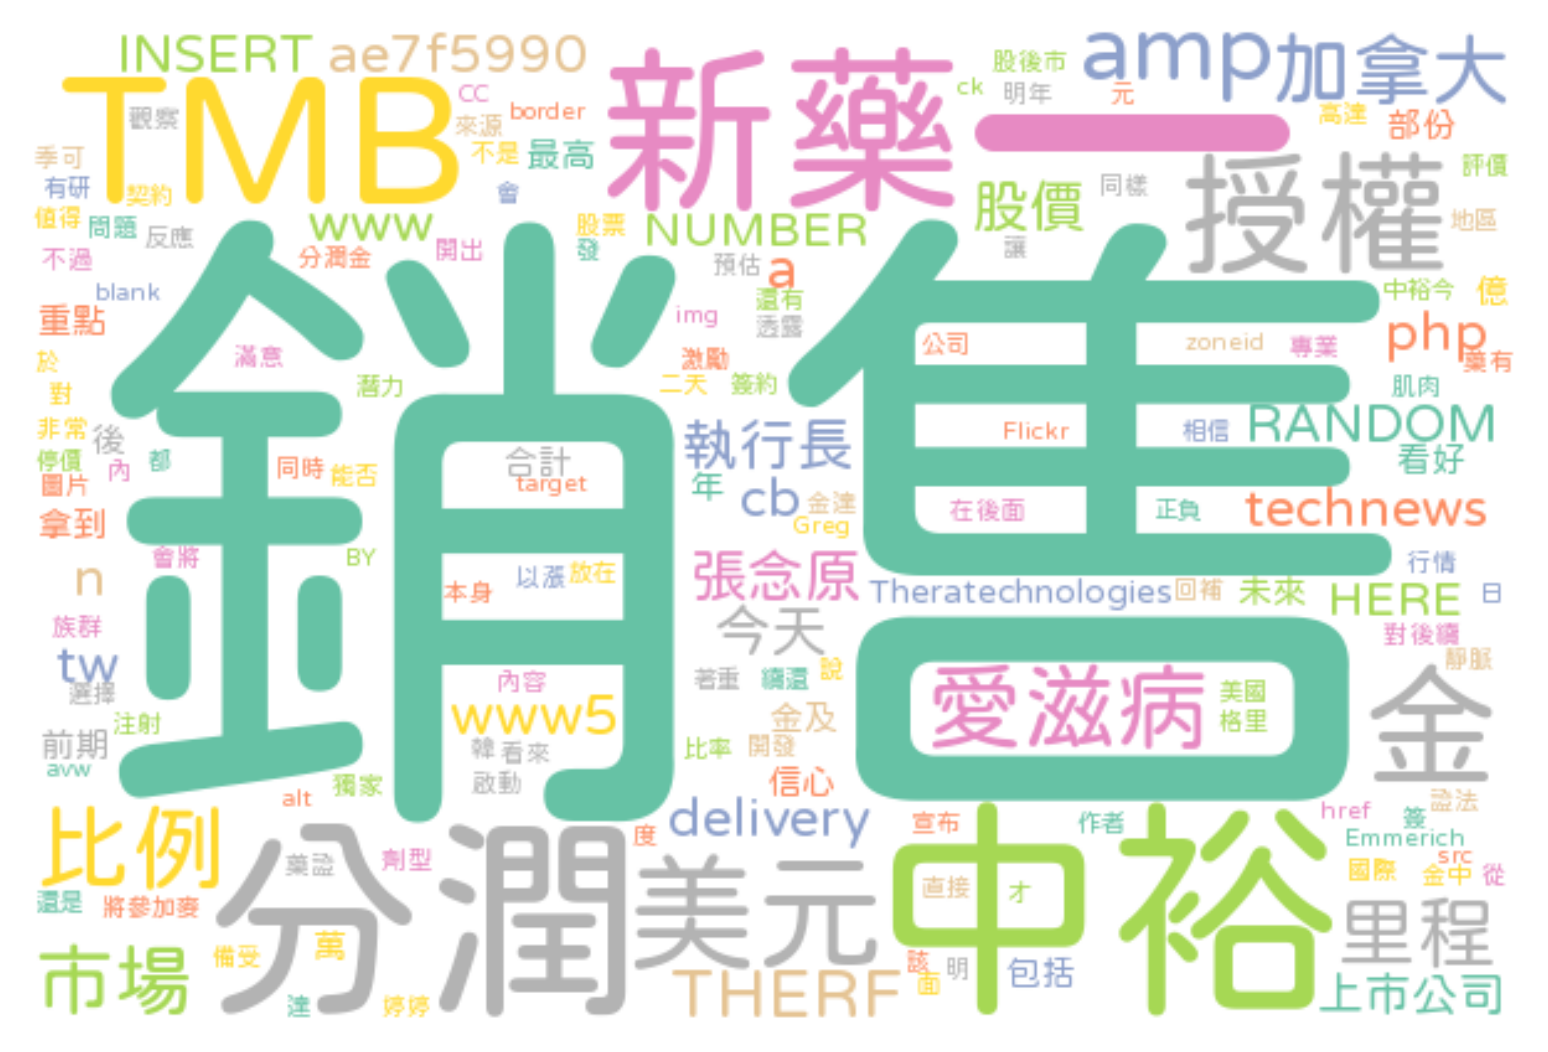 INSERT
ae7f5990
TMB
新藥
一
amp
加拿大
股後市
ck
明年
元
高達
部份
CC
border
觀察
來源
不是
最高
季可
有研
契約
會
值得
問題
反應
www
股票
發
NUMBER
股價
同樣
授權
評價
地區
讓
不過
分潤金
開出
預估
a
blank
還有
透露
img
中裕今
億
重點
php
藥有
銷售
滿意
激勵
公司
zoneid
專業
於
對
潛力
二天
簽約
肌肉
非常
後
停價
內
都
執行長
Flickr
相信
RANDOM
看好
圖片
同時
能否
合計
target
年
cb
金達
Greg
在後面
正負
technews
拿到
會將
BY
n
本身
以漲
放在
張念原
Theratechnologies
回補
未來
行情
HERE
日
族群
今天
對後續
靜脈
tw
選擇
內容
著重
續還
說
愛滋病
美國
格里
金
注射
www5
金及
前期
avw
韓
看來
啟動
比率
開發
獨家
信心
alt
delivery
href
證法
比例
度
宣布
作者
簽
Emmerich
src
分潤
藥證
劑型
美元
中裕
直接
才
國際
金中
從
還是
將參加麥
里程
市場
備受
萬
達
婷婷
THERF
該
面
明
包括
上市公司